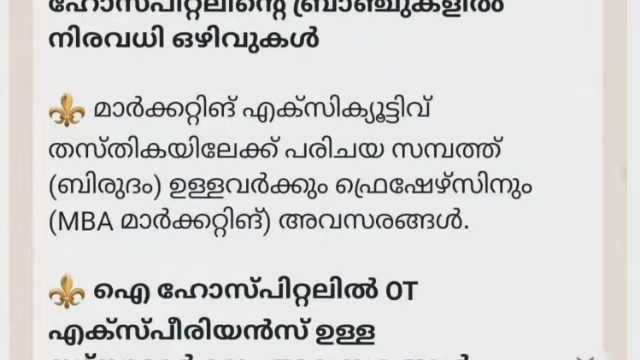 ഹോസ്പിറ്റലിന്റെ ബ്രാഞ്ചുകളിൽ
നിരവധി ഒഴിവുകൾ
⚜️ മാർക്കറ്റിങ് എക്സിക്യൂട്ടിവ്
തസ്തികയിലേക്ക് പരിചയ സമ്പത്ത്
(ബിരുദം) ഉള്ളവർക്കും ഫ്രെഷേഴ്സിനും
(MBA മാർക്കറ്റിങ്) അവസരങ്ങൾ.
⚜️ ഐ ഹോസ്പിറ്റലിൽ OT
എക്സ്പീരിയൻസ് ഉള്ള